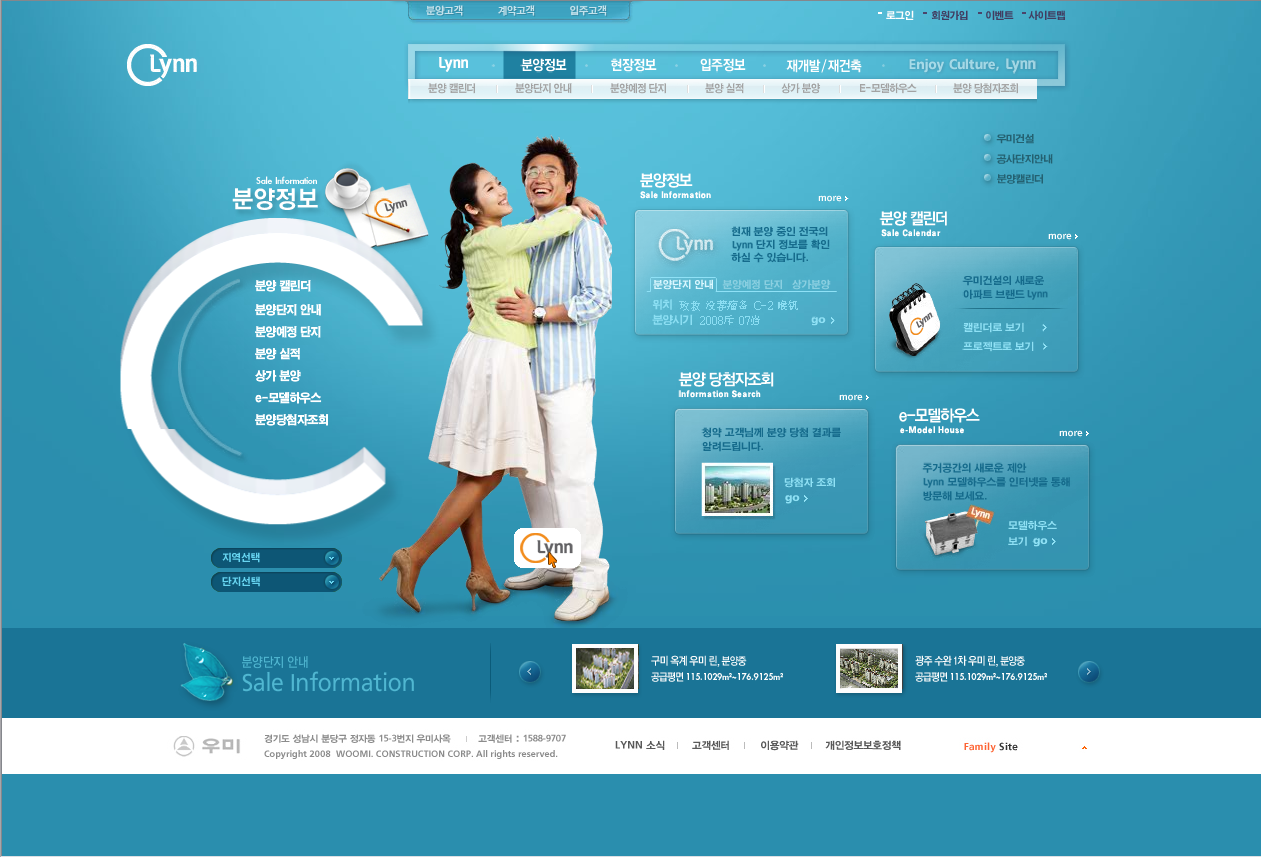 분양고객 계약고객 입주고객
로그인 회원가입 이벤트 사이트맵
Lynn
Lynn 분양정보 현장정보 입주정보 재개발/재건축 Enjoy Culture, Lynn
분양 캘린더 분양단지 안내 분양예정 단지 분양 실적 상가 분양 E-모델하우스 분양 당첨자조회
우미건설
공사단지안내
분양캘린더
Sale Information
분양정보
Lynn
분양 캘린더
분양단지 안내
분양예정 단지
분양 실적
상가 분양
e-모델하우스
분양당첨자조회
지역선택
단지선택
Lynn
분양정보
Sale Information
more
Lynn
현재 분양 중인 전국의
Lynn 단지 정보를 확인
하실 수 있습니다.
분양단지 안내 분양예정 단지 상가분양
위치 C-2
분양시기 2008 07
go
분양 캘린더
Sale Calendar
more
Lynn
우미건설의 새로운
아파트 브랜드 Lynn
캘린더로 보기
프로젝트로 보기
분양 당첨자조회
Information Search
more
청약 고객님께 분양 당첨 결과를
알려드립니다.
당첨자 조회
go
e-모델하우스
e-Model House
more
주거공간의 새로운 제안
Lynn 모델하우스를 인터넷을 통해
방문해 보세요.
Lynn
모델하우스
보기 go
분양단지 안내
Sale Information
구미 옥계 우미 린, 분양중
공급평면 115.1029m²~176.9125m²
광주 수완 1차 우미 린, 분양중
공급평면 115.1029m²~176.9125m²
우미
경기도 성남시 분당구 정자동 15-3번지 우미사옥 고객센터 : 1588-9707
Copyright 2008 WOOMI. CONSTRUCTION CORP. All rights reserved.
LYNN 소식 고객센터 이용약관 개인정보보호정책
Family Site